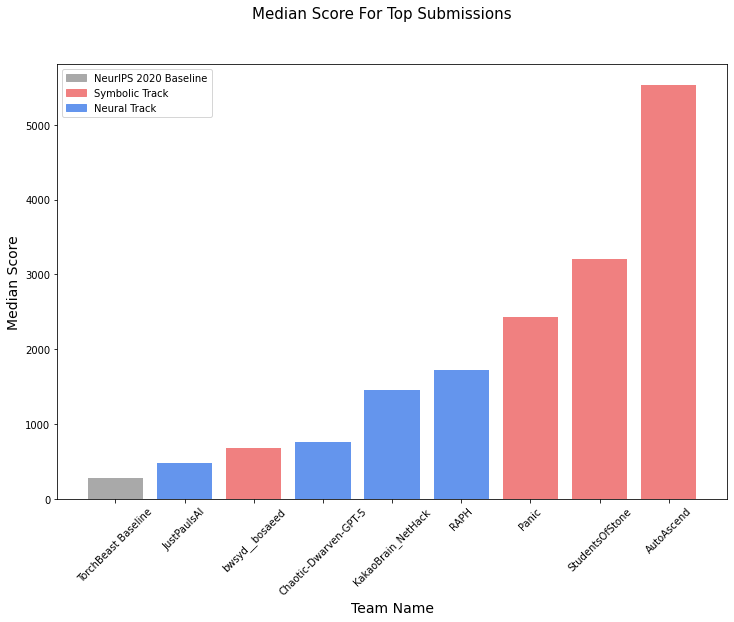 Median Score For Top Submissions
NeurIPS 2020 Baseline
Symbolic Track
Neural Track
Median Score
5000
4000
3000
2000
1000
0
TorchBeast Baseline
JustPaulsAI
bwsyd__bosaeed
Chaotic-Dwarven-GPT-5
KakaoBrain_NetHack
RAPH
Panic
StudentsOfStone
AutoAscend
Team Name